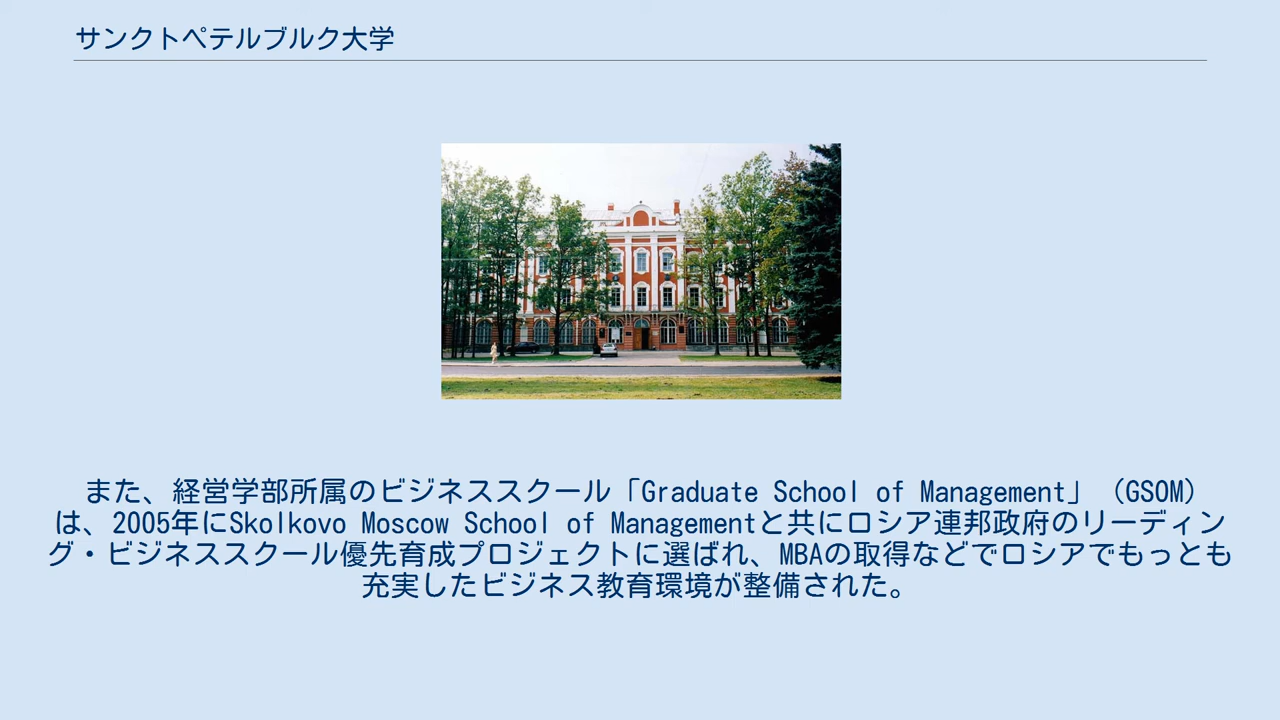 サンクトペテルブルク大学
また、経営学部所属のビジネススクール「Graduate School of Management」（GSOM）
は、2005年にSkolkovo Moscow School of Managementと共にロシア連邦政府のリーディン
グ・ビジネススクール優先育成プロジェクトに選ばれ、MBAの取得などでロシアでもっとも
充実したビジネス教育環境が整備された。